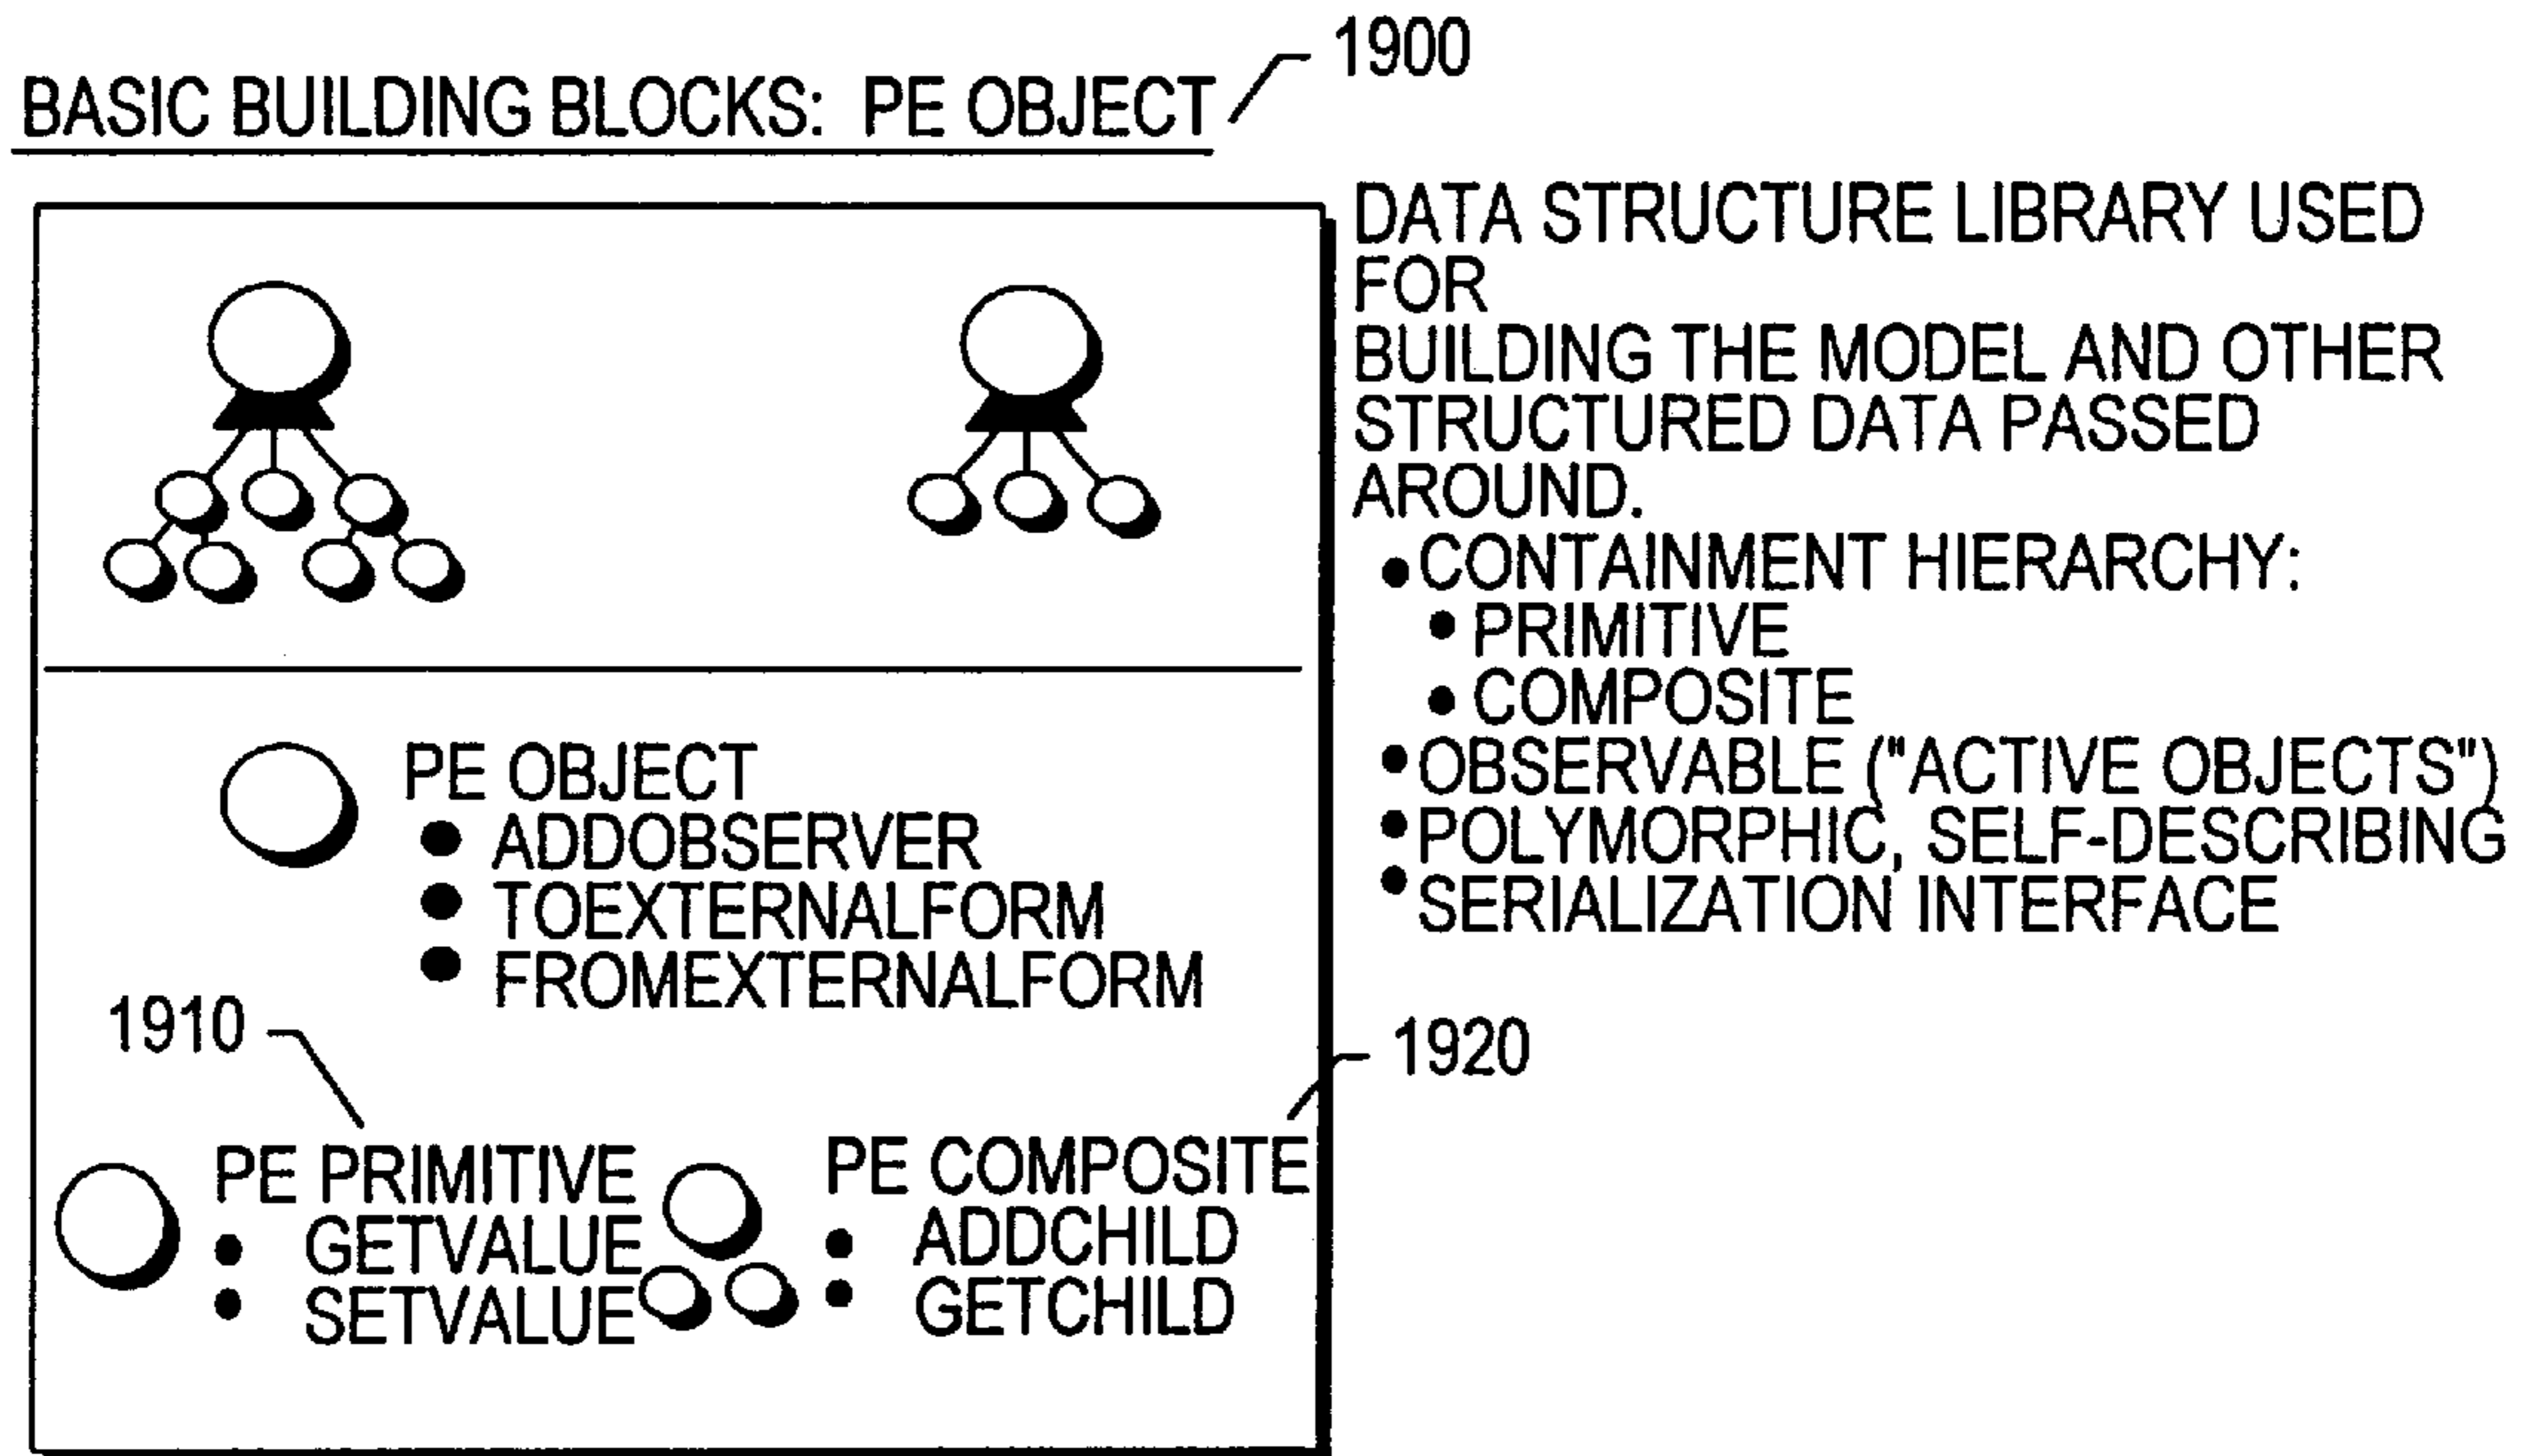 1900
BASIC BUILDING BLOCKS: PE OBJECT
DATA STRUCTURE LIBRARY USED
FOR
BUILDING THE MODEL AND OTHER
STRUCTURED DATA PASSED
AROUND.
• CONTAINMENT HIERARCHY:
• PRIMITIVE
• COMPOSITE
• OBSERVABLE ("ACTIVE OBJECTS")
• POLYMORPHIC, SELF-DESCRIBING
• SERIALIZATION INTERFACE
PE OBJECT
• ADDOBSERVER
• TOEXTERNALFORM
• FROMEXTERNALFORM
1910
1920
PE PRIMITIVE
• GETVALUE
• SETVALUE
PE COMPOSITE
• ADDCHILD
• GETCHILD